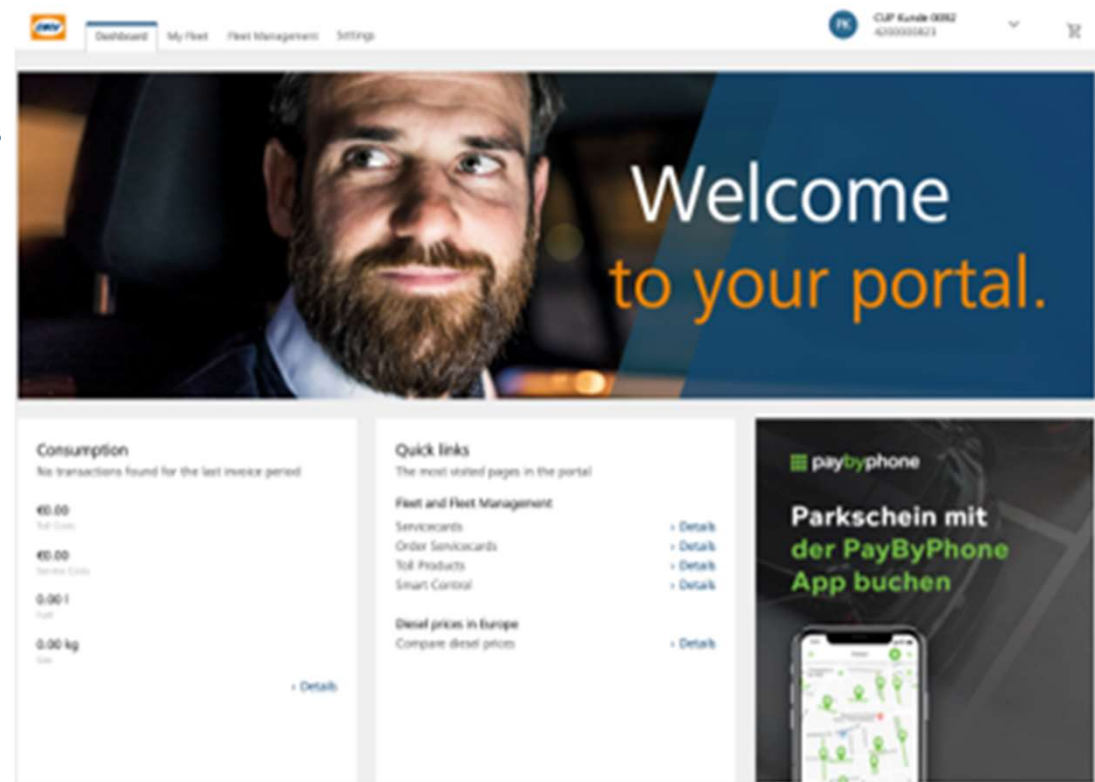 DKV
Dashboard My Fleet Fleet Management Settings
PK
CUP Kunde 0092
4200000823
Welcome
to your portal.
Consumption
No transactions found for the last invoice period
€0.00
Toll Costs
€0.00
Service Costs
0.00 l
Fuel
0.00 kg
Gas
› Details
Quick links
The most visited pages in the portal
Fleet and Fleet Management
Servicecards › Details
Order Servicecards › Details
Toll Products › Details
Smart Control › Details
Diesel prices in Europe
Compare diesel prices › Details
paybyphone
Parkschein mit
der PayByPhone
App buchen